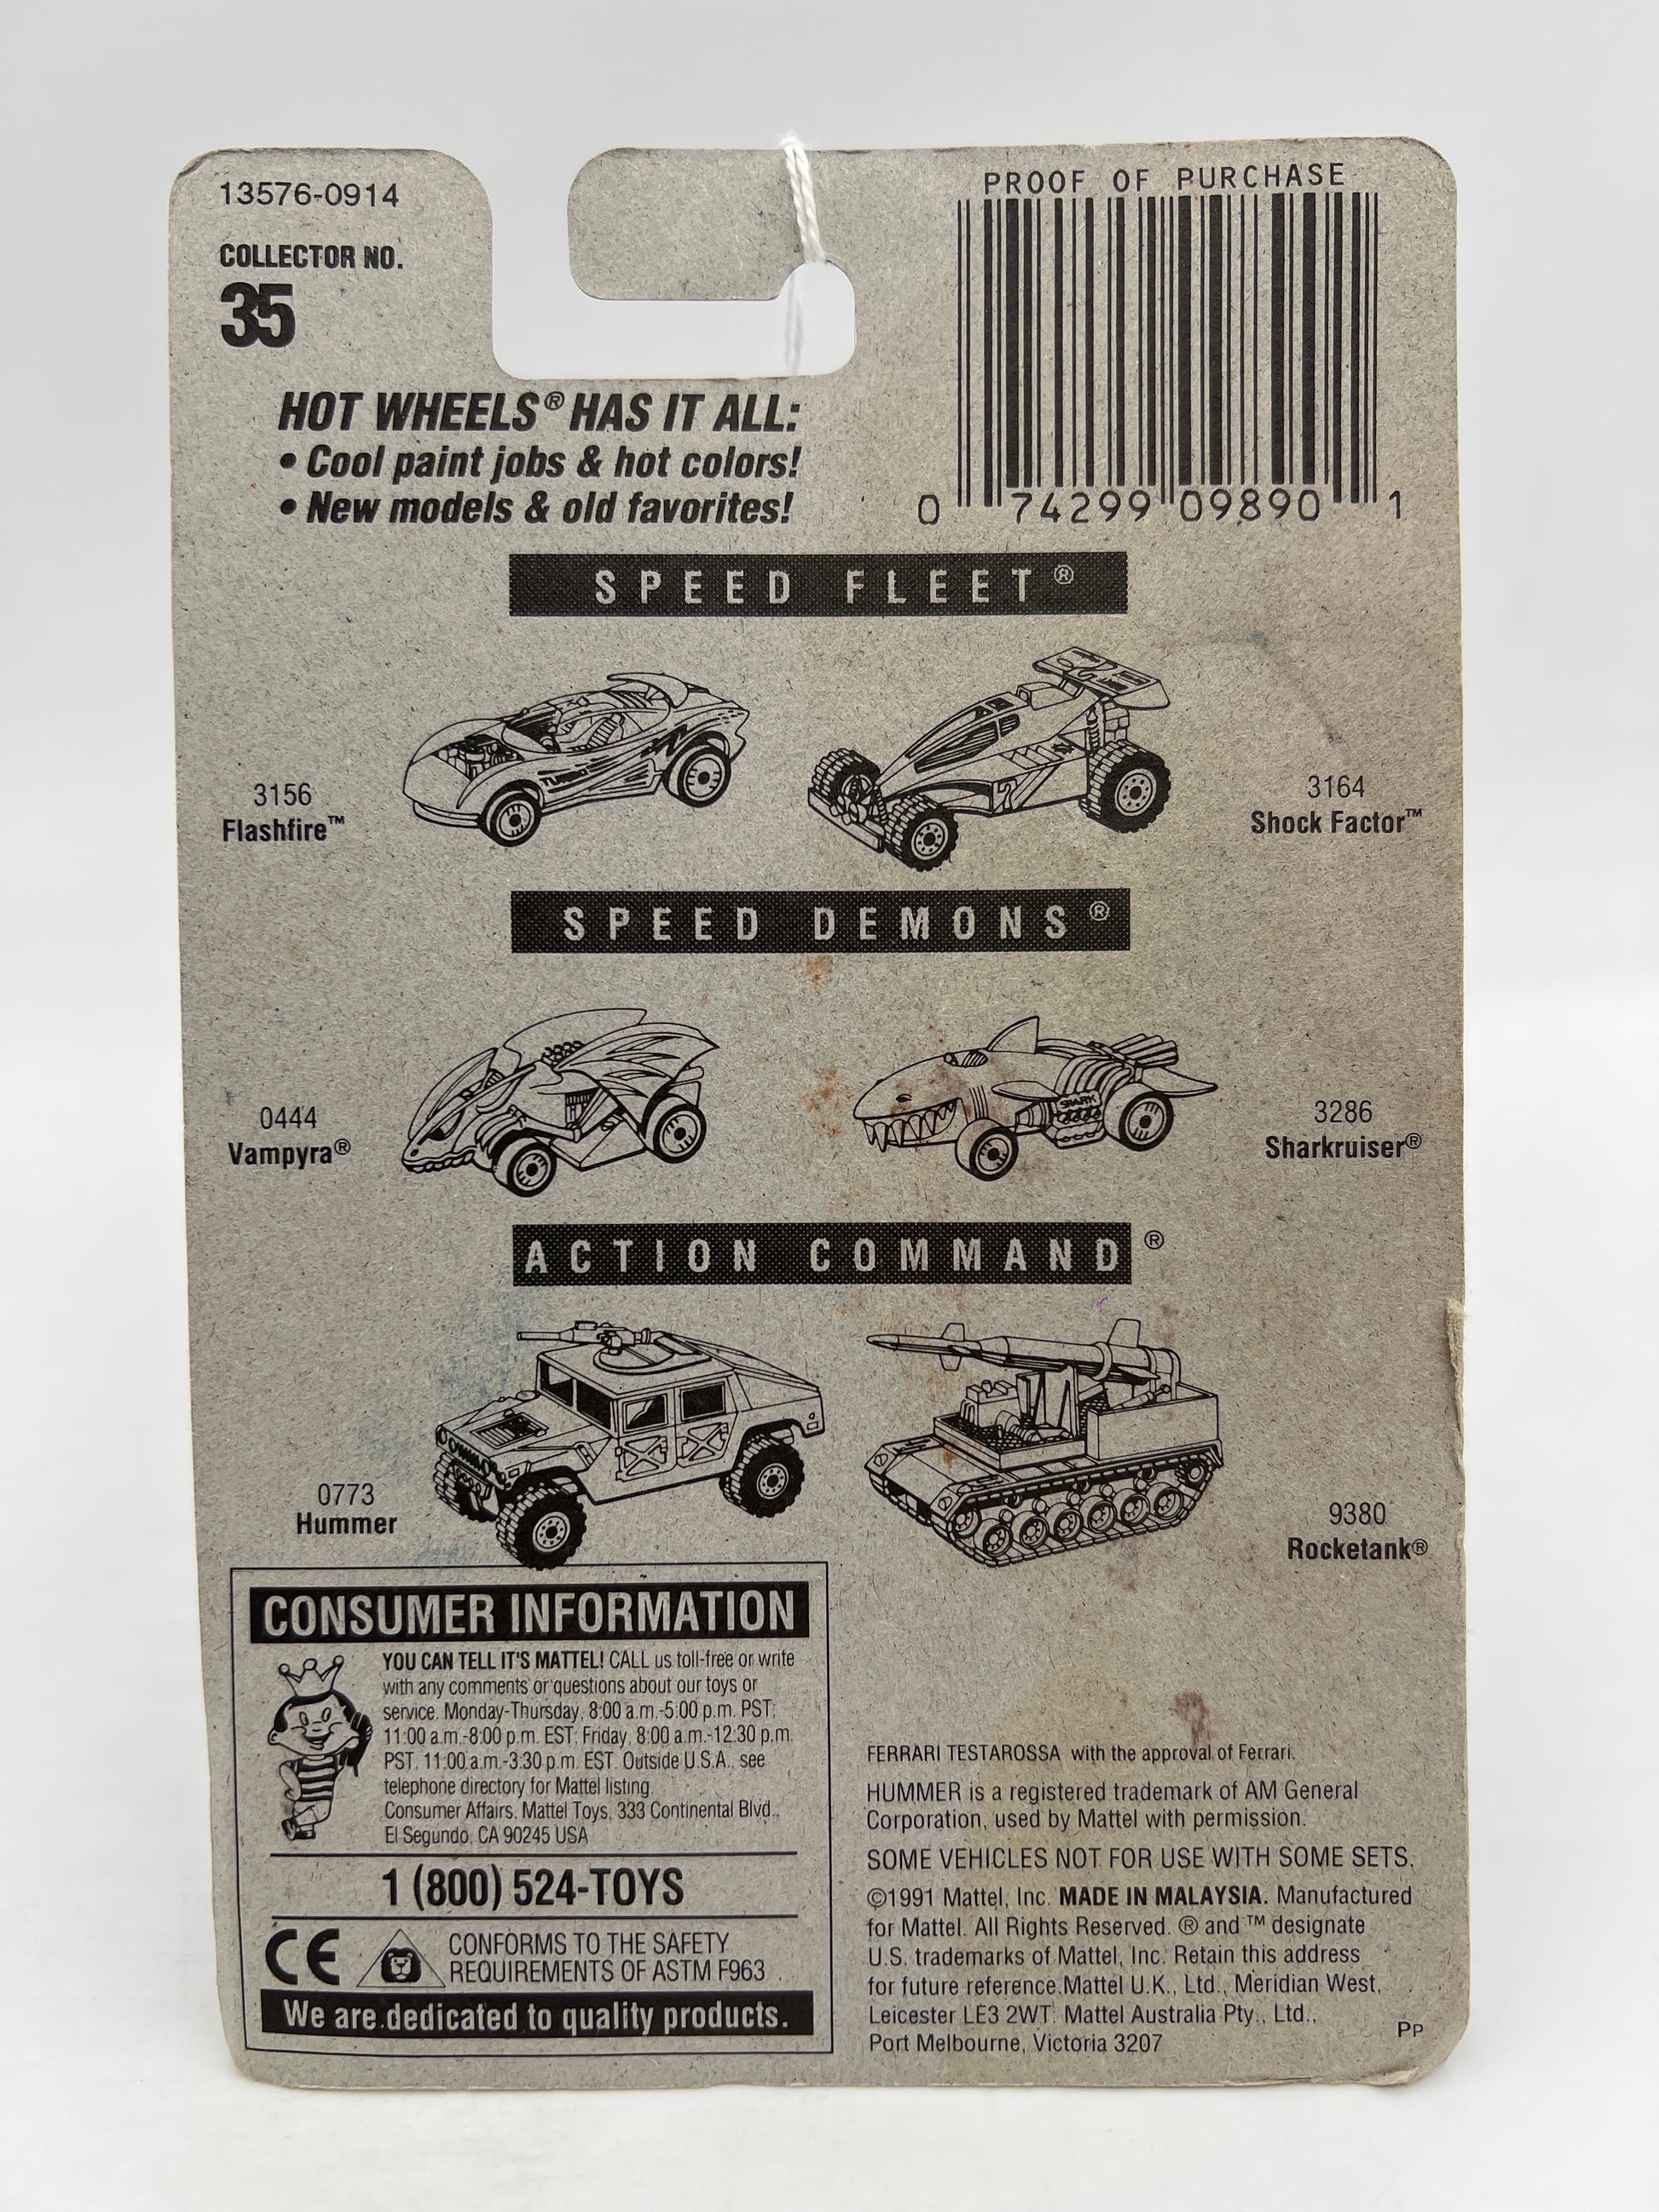 13576-0914
COLLECTOR NO.
35
PROOF OF PURCHASE
0 74299 09890 1
HOT WHEELS® HAS IT ALL:
• Cool paint jobs & hot colors!
• New models & old favorites!
SPEED FLEET®
TURBO
3156
Flashfire™
3164
Shock Factor™
SPEED DEMONS®
0444
Vampyra®
SHARK
3286
Sharkruiser®
ACTION COMMAND®
0773
Hummer
9380
Rocketank®
CONSUMER INFORMATION
YOU CAN TELL IT'S MATTEL! CALL us toll-free or write
with any comments or questions about our toys or
service. Monday-Thursday, 8:00 a.m.-5:00 p.m. PST;
11:00 a.m.-8:00 p.m. EST; Friday, 8:00 a.m.-12:30 p.m.
PST, 11:00 a.m.-3:30 p.m. EST. Outside U.S.A., see
telephone directory for Mattel listing.
Consumer Affairs, Mattel Toys, 333 Continental Blvd.,
El Segundo, CA 90245 USA
1 (800) 524-TOYS
CE
CONFORMS TO THE SAFETY
REQUIREMENTS OF ASTM F963
We are dedicated to quality products.
FERRARI TESTAROSSA with the approval of Ferrari.
HUMMER is a registered trademark of AM General
Corporation, used by Mattel with permission.
SOME VEHICLES NOT FOR USE WITH SOME SETS.
©1991 Mattel, Inc. MADE IN MALAYSIA. Manufactured
for Mattel. All Rights Reserved. ® and ™ designate
U.S. trademarks of Mattel, Inc. Retain this address
for future reference.Mattel U.K., Ltd., Meridian West,
Leicester LE3 2WT. Mattel Australia Pty., Ltd.,
Port Melbourne, Victoria 3207
PP